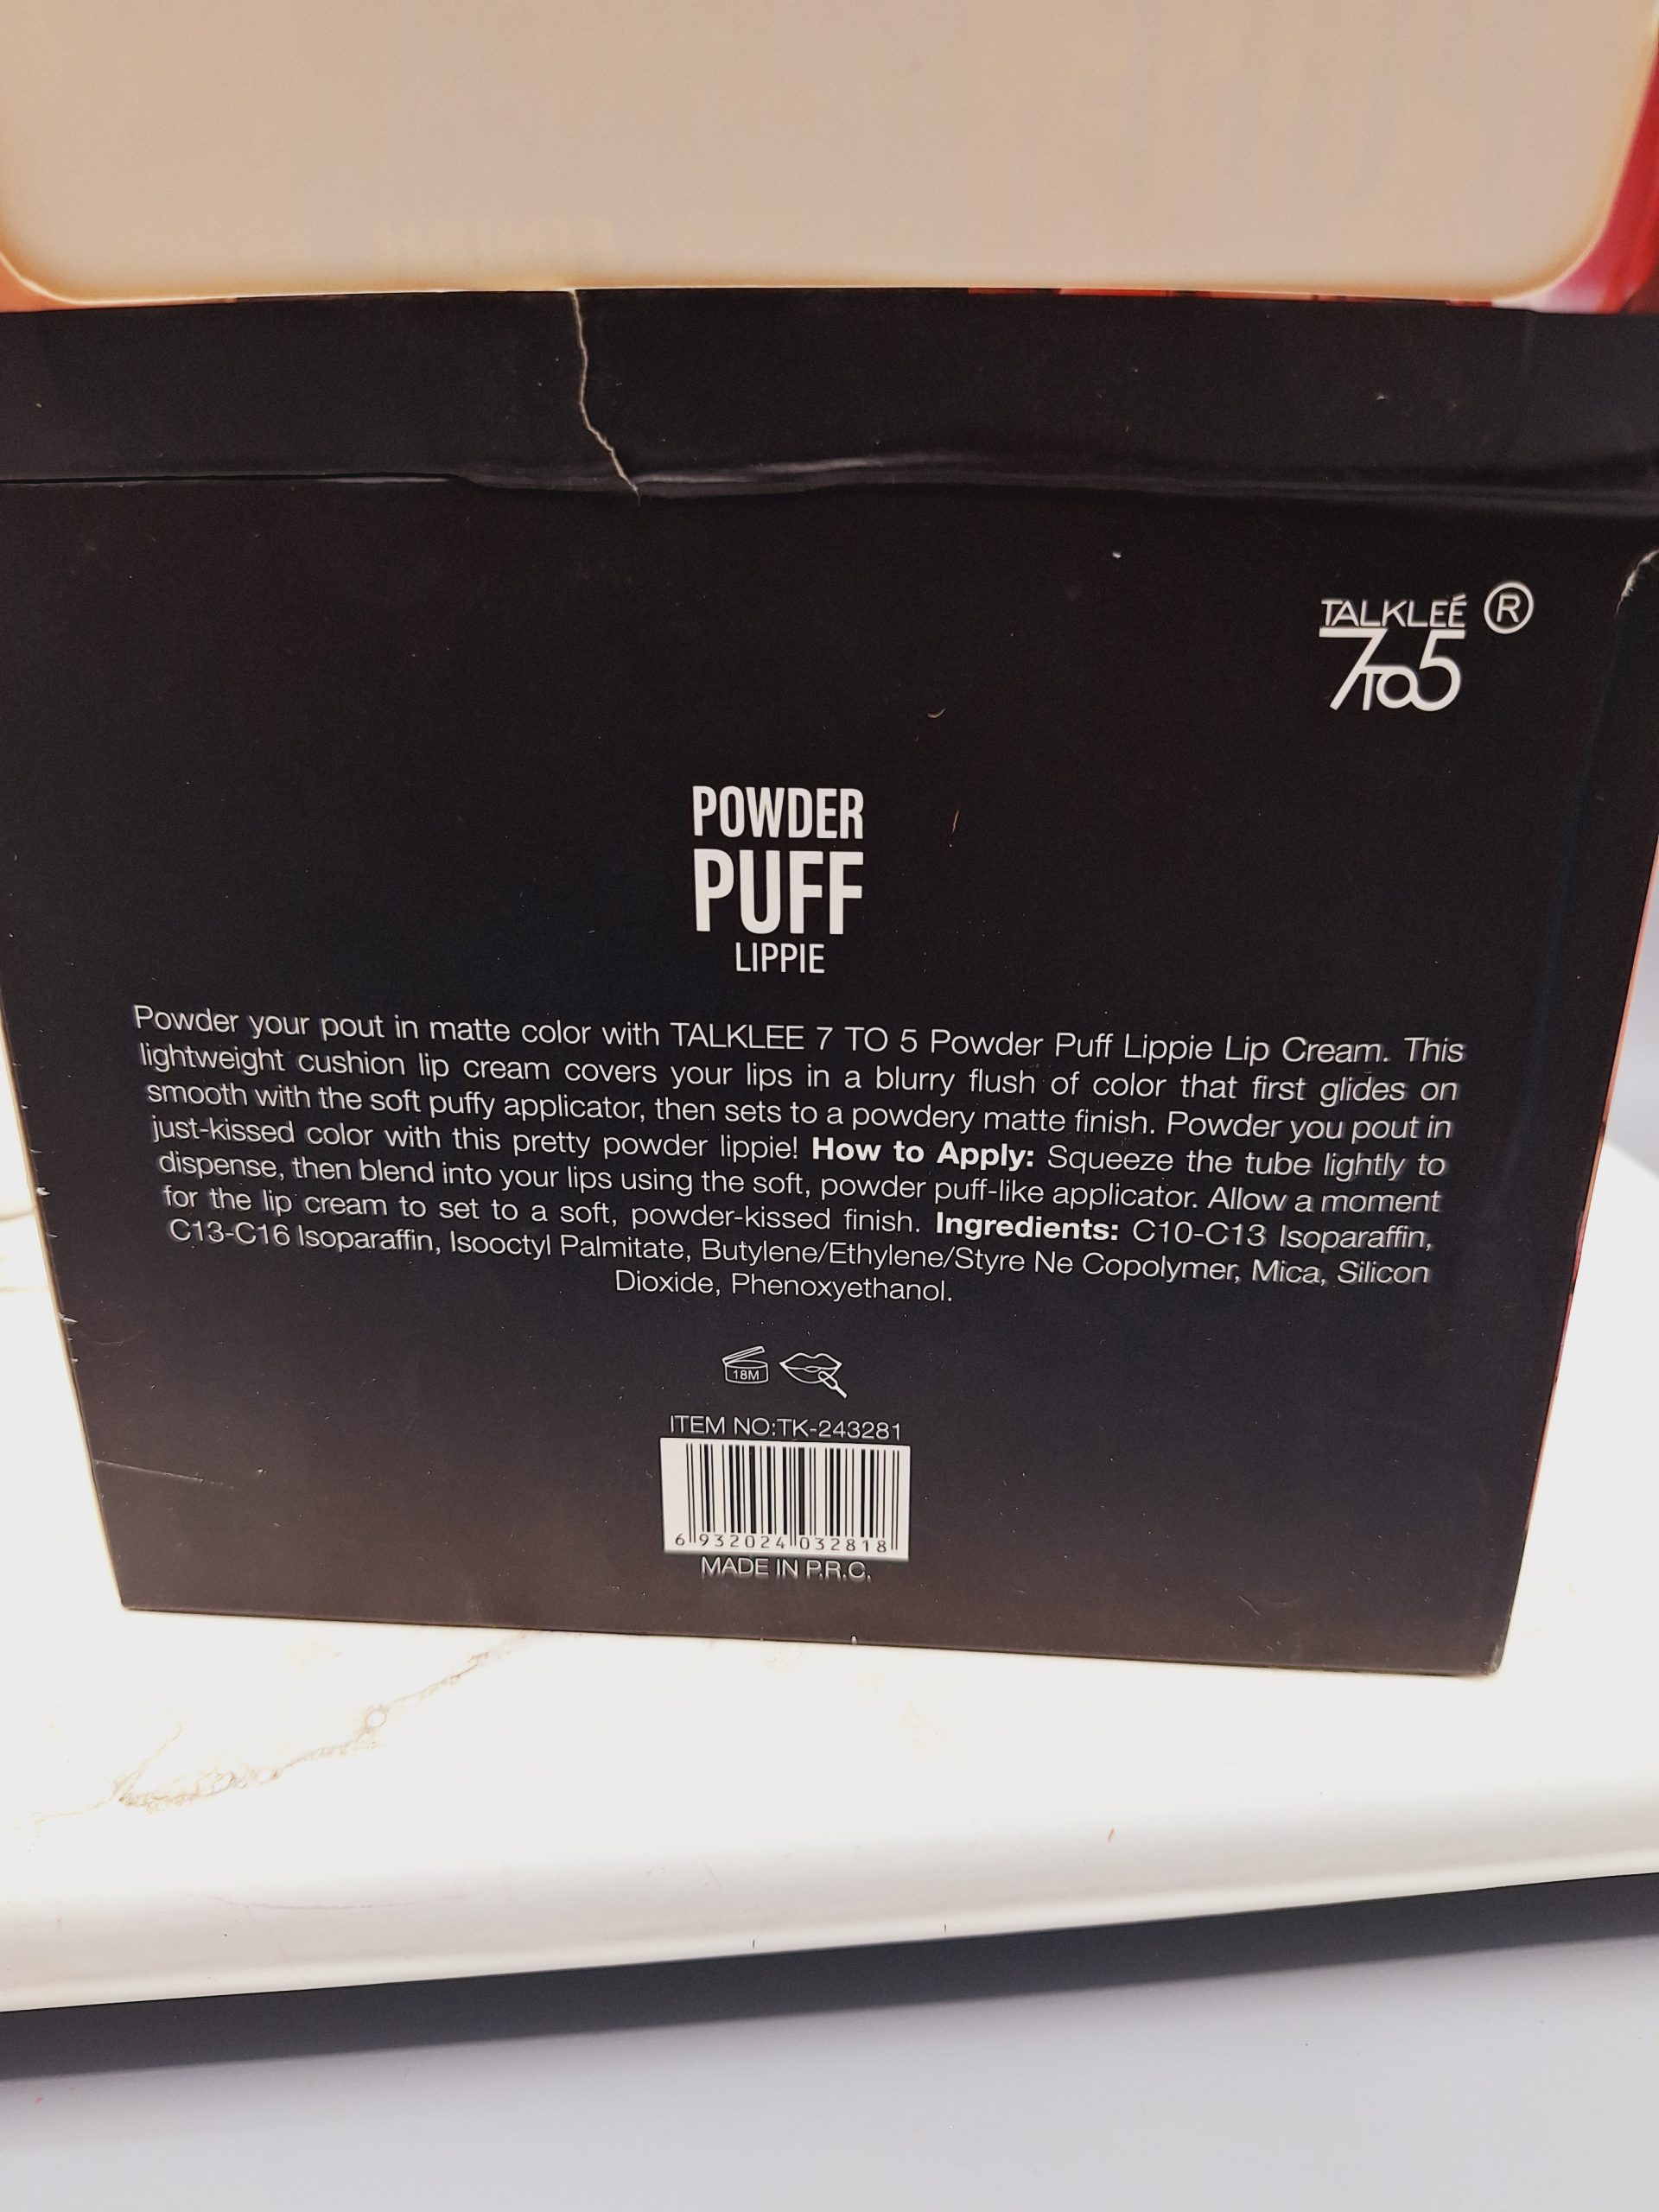 TALKLEÉ ®
7TO5
POWDER
PUFF
LIPPIE
Powder your pout in matte color with TALKLEE 7 TO 5 Powder Puff Lippie Lip Cream. This
lightweight cushion lip cream covers your lips in a blurry flush of color that first glides on
smooth with the soft puffy applicator, then sets to a powdery matte finish. Powder you pout in
just-kissed color with this pretty powder lippie! How to Apply: Squeeze the tube lightly to
dispense, then blend into your lips using the soft, powder puff-like applicator. Allow a moment
for the lip cream to set to a soft, powder-kissed finish. Ingredients: C10-C13 Isoparaffin,
C13-C16 Isoparaffin, Isooctyl Palmitate, Butylene/Ethylene/Styre Ne Copolymer, Mica, Silicon
Dioxide, Phenoxyethanol.
18M
ITEM NO:TK-243281
6 932024 032818
MADE IN P.R.C.